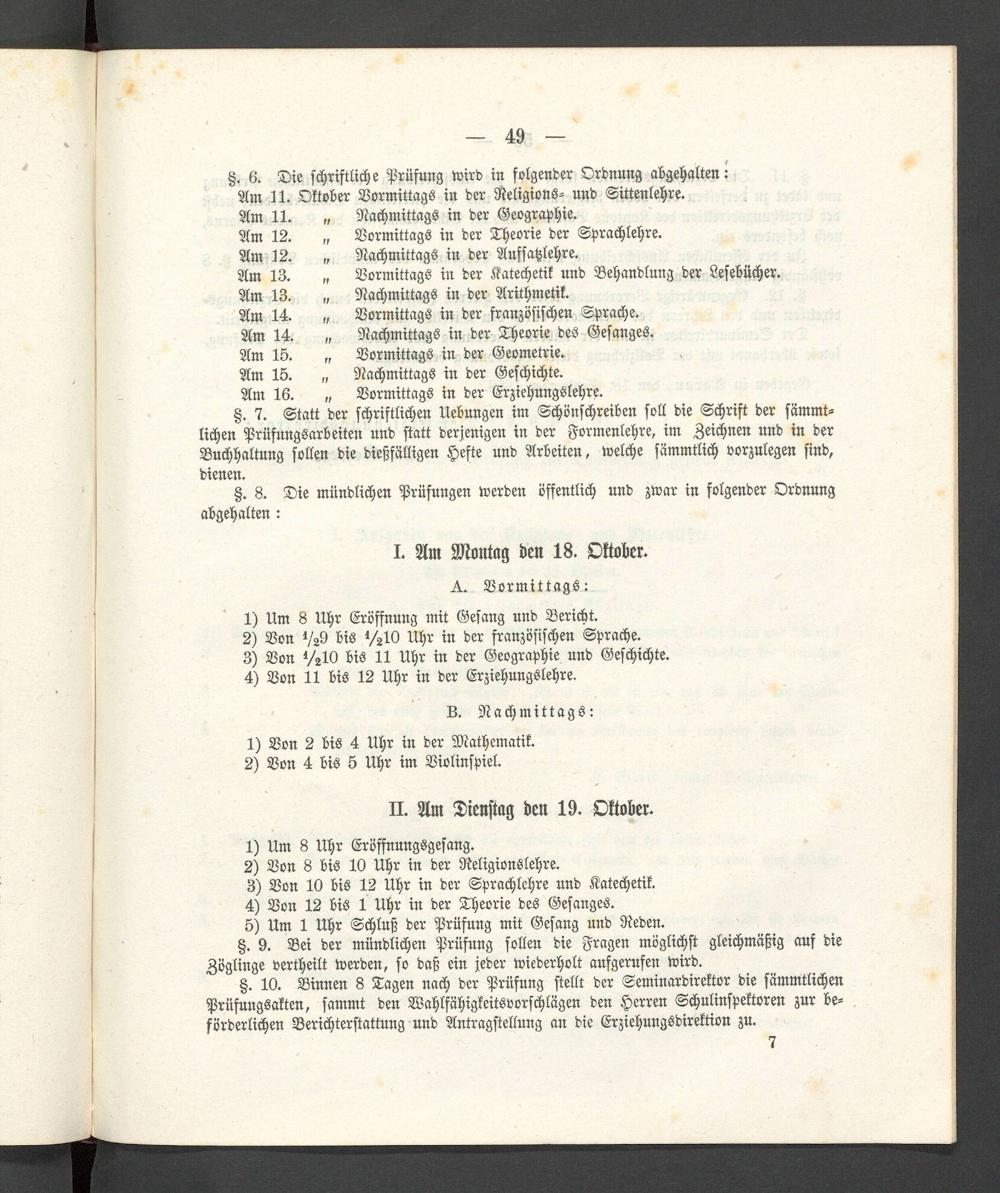 — 49 —
§. 6. Die schriftliche Prüfung wird in folgender Ordnung abgehalten:
Am 11. Oktober Vormittags in der Religions- und Sittenlehre.
Am 11. „ Nachmittags in der Geographie.
Am 12. „ Vormittags in der Theorie der Sprachlehre.
Am 12. „ Nachmittags in der Aufsatzlehre.
Am 13. „ Vormittags in der Katechetik und Behandlung der Lesebücher.
Am 13. „ Nachmittags in der Arithmetik.
Am 14. „ Vormittags in der französischen Sprache.
Am 14. „ Nachmittags in der Theorie des Gesanges.
Am 15. „ Vormittags in der Geometrie.
Am 15. „ Nachmittags in der Geschichte.
Am 16. „ Vormittags in der Erziehungslehre.
§. 7. Statt der schriftlichen Uebungen im Schönschreiben soll die Schrift der sämmt-
lichen Prüfungsarbeiten und statt derjenigen in der Formenlehre, im Zeichnen und in der
Buchhaltung sollen die dießfälligen Hefte und Arbeiten, welche sämmtlich vorzulegen sind,
dienen.
§. 8. Die mündlichen Prüfungen werden öffentlich und zwar in folgender Ordnung
abgehalten:
I. Am Montag den 18. Oktober.
A. Vormittags:
1) Um 8 Uhr Eröffnung mit Gesang und Bericht.
2) Von 1/29 bis 1/210 Uhr in der französischen Sprache.
3) Von 1/210 bis 11 Uhr in der Geographie und Geschichte.
4) Von 11 bis 12 Uhr in der Erziehungslehre.
B. Nachmittags:
1) Von 2 bis 4 Uhr in der Mathematik.
2) Von 4 bis 5 Uhr im Violinspiel.
II. Am Dienstag den 19. Oktober.
1) Um 8 Uhr Eröffnungsgesang.
2) Von 8 bis 10 Uhr in der Religionslehre.
3) Von 10 bis 12 Uhr in der Sprachlehre und Katechetik.
4) Von 12 bis 1 Uhr in der Theorie des Gesanges.
5) Um 1 Uhr Schluß der Prüfung mit Gesang und Reden.
§. 9. Bei der mündlichen Prüfung sollen die Fragen möglichst gleichmäßig auf die
Zöglinge vertheilt werden, so daß ein jeder wiederholt aufgerufen wird.
§. 10. Binnen 8 Tagen nach der Prüfung stellt der Seminardirektor die sämmtlichen
Prüfungsakten, sammt den Wahlfähigkeitsvorschlägen den Herren Schulinspektoren zur be-
förderlichen Berichterstattung und Antragstellung an die Erziehungsdirektion zu.
7